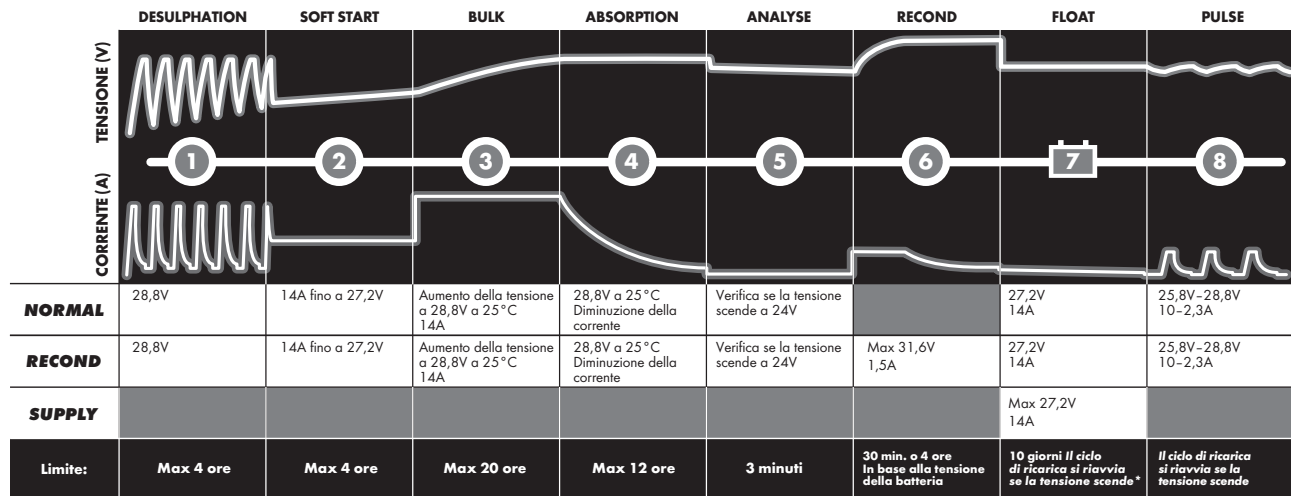 DESULPHATION SOFT START BULK ABSORPTION ANALYSE RECOND FLOAT PULSE
TENSIONE (V)
1 2 3 4 5 6 7 8
CORRENTE (A)
NORMAL
28,8V
14A fino a 27,2V
Aumento della tensione
a 28,8V a 25°C
14A
28,8V a 25°C
Diminuzione della
corrente
Verifica se la tensione
scende a 24V
27,2V
14A
25,8V–28,8V
10–2,3A
RECOND
28,8V
14A fino a 27,2V
Aumento della tensione
a 28,8V a 25°C
14A
28,8V a 25°C
Diminuzione della
corrente
Verifica se la tensione
scende a 24V
Max 31,6V
1,5A
27,2V
14A
25,8V–28,8V
10–2,3A
SUPPLY
Max 27,2V
14A
Limite:
Max 4 ore
Max 4 ore
Max 20 ore
Max 12 ore
3 minuti
30 min. o 4 ore
In base alla tensione
della batteria
10 giorni Il ciclo
di ricarica si riavvia
se la tensione scende*
Il ciclo di ricarica
si riavvia se la
tensione scende